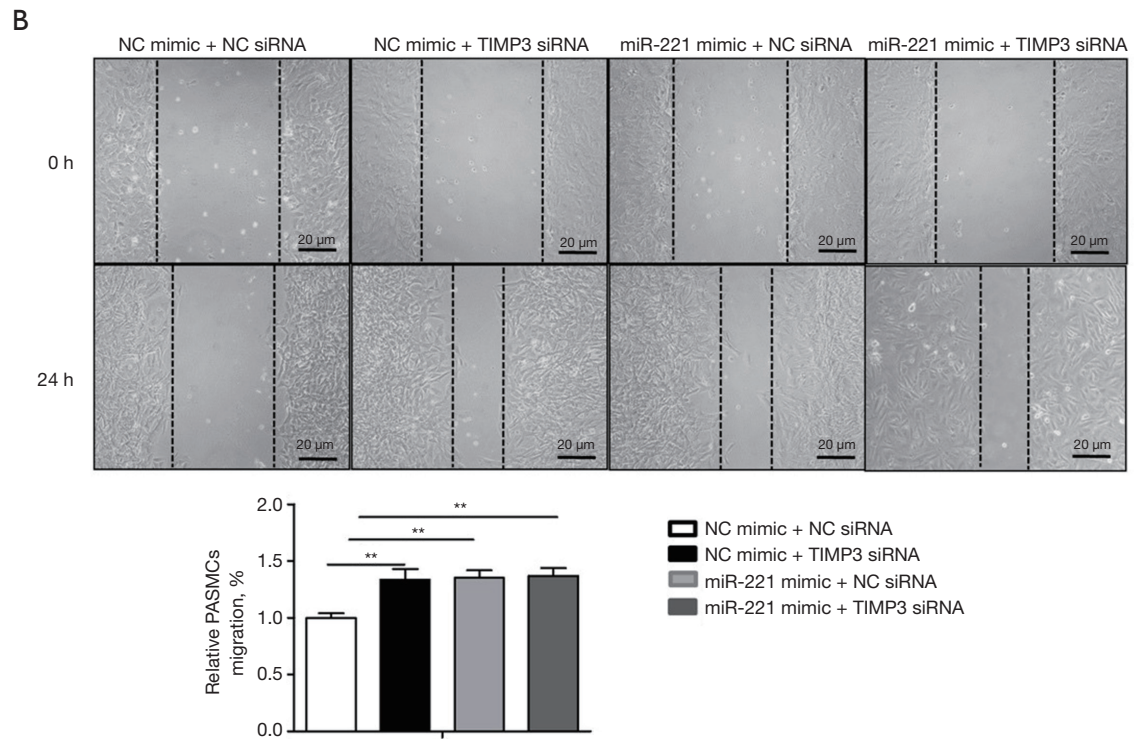 B
NC mimic + NC siRNA
NC mimic + TIMP3 siRNA
miR-221 mimic + NC siRNA
miR-221 mimic + TIMP3 siRNA
0 h
20 µm
20 µm
20 µm
20 µm
24 h
20 µm
20 µm
20 µm
20 µm
Relative PASMCs
migration, %
2.0
1.5
1.0
0.5
0.0
**
**
**
NC mimic + NC siRNA
NC mimic + TIMP3 siRNA
miR-221 mimic + NC siRNA
miR-221 mimic + TIMP3 siRNA